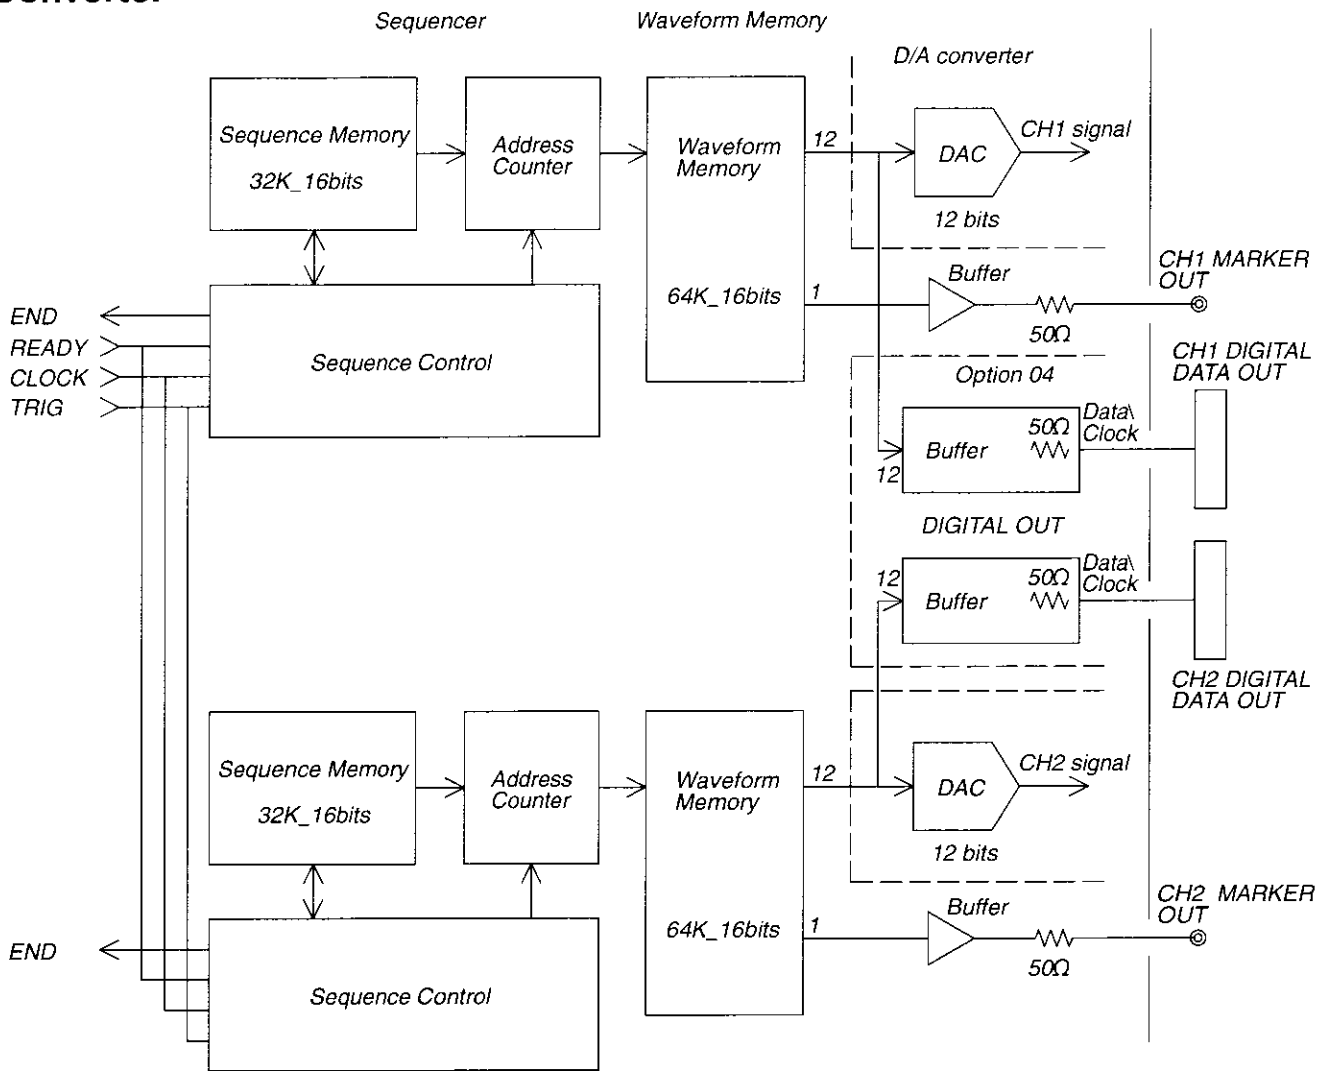 Sequencer
Waveform Memory
D/A converter
Sequence Memory
32K_16bits
Address
Counter
Waveform
Memory
64K_16bits
12
DAC
CH1 signal
12 bits
1
Buffer
50Ω
CH1 MARKER
OUT
END
READY
CLOCK
TRIG
Sequence Control
Option 04
CH1 DIGITAL
DATA OUT
12
Buffer
50Ω
Data\
Clock
DIGITAL OUT
12
Buffer
50Ω
Data\
Clock
CH2 DIGITAL
DATA OUT
Sequence Memory
32K_16bits
Address
Counter
Waveform
Memory
64K_16bits
12
DAC
CH2 signal
12 bits
1
Buffer
50Ω
CH2 MARKER
OUT
END
Sequence Control